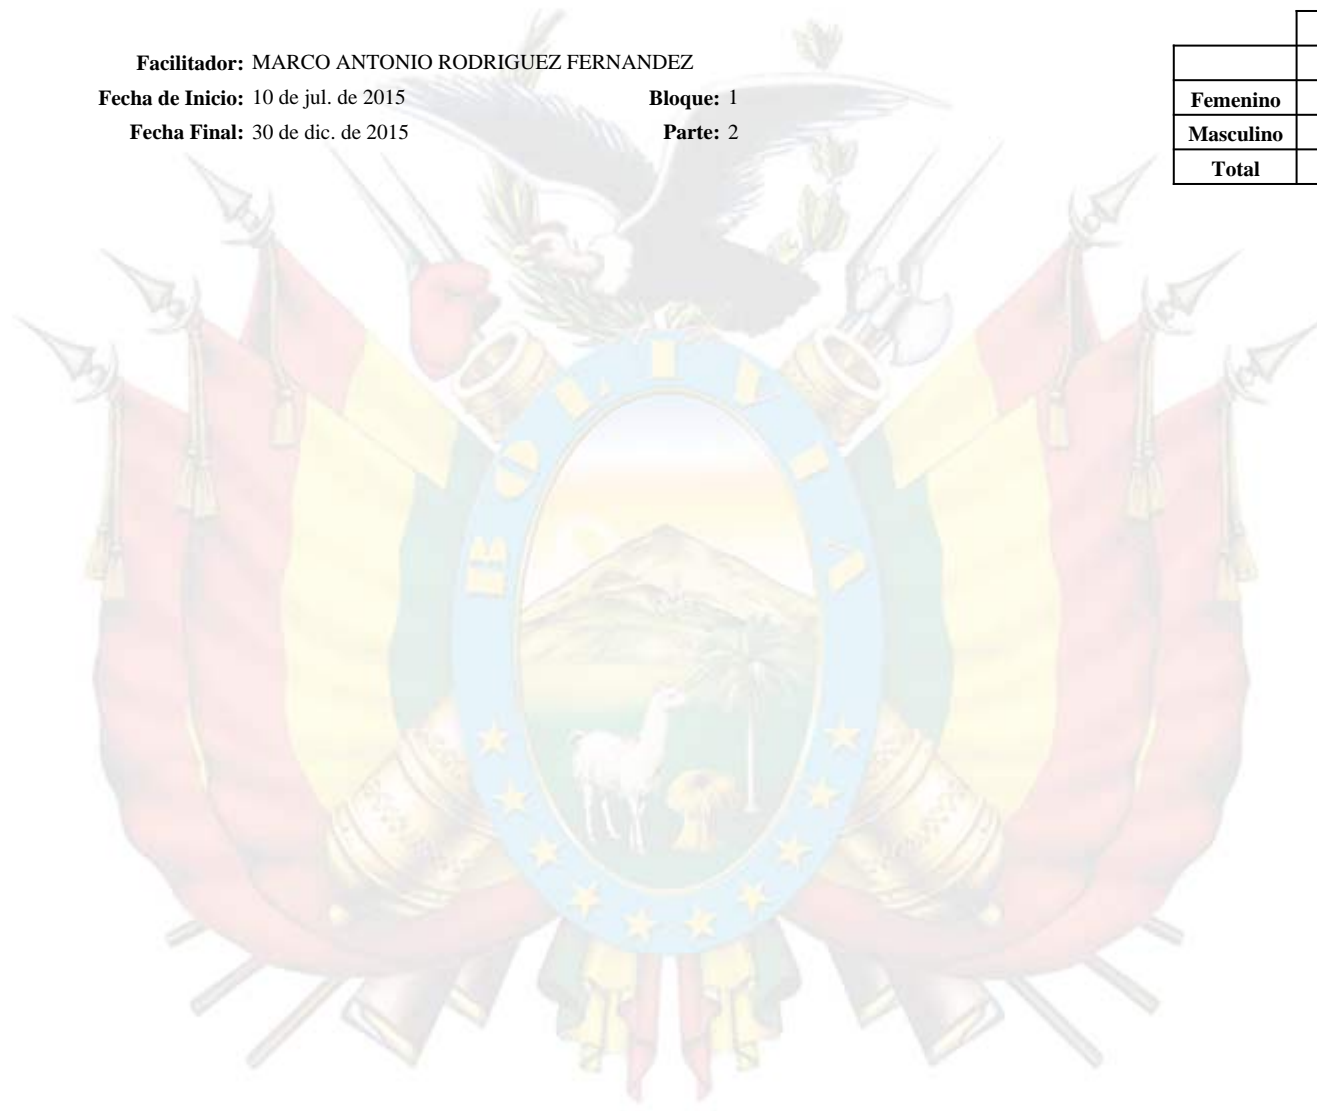 Facilitador: MARCO ANTONIO RODRIGUEZ FERNANDEZ
Fecha de Inicio: 10 de jul. de 2015 Bloque: 1
Fecha Final: 30 de dic. de 2015 Parte: 2
Femenino
Masculino
Total
BOLIVIA